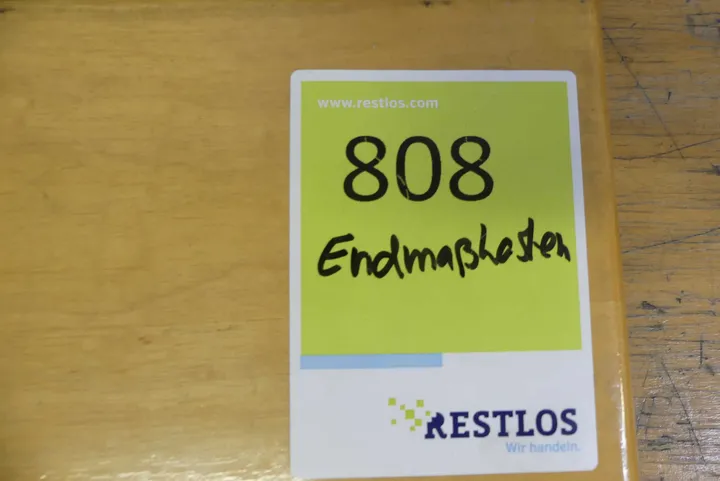 www.restlos.com
808
Endmaßkasten
RESTLOS
Wir handeln.